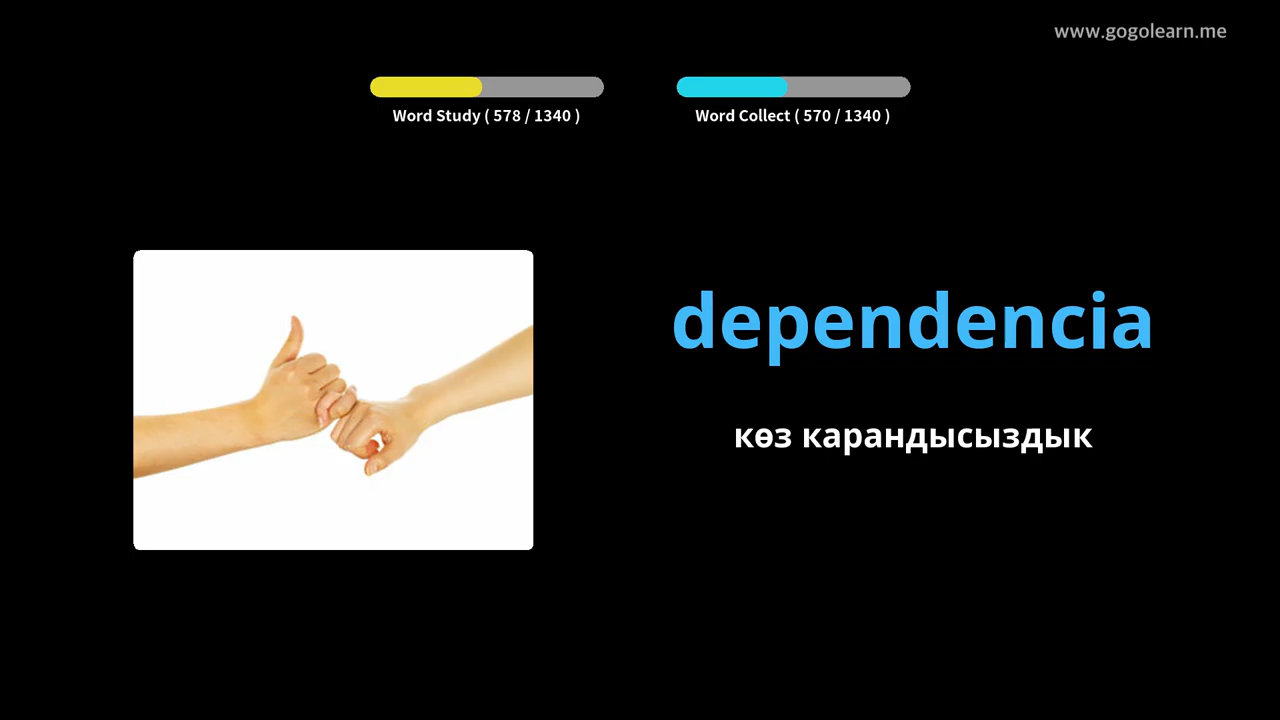 www.gogolearn.me
Word Study ( 578 / 1340 )
Word Collect ( 570 / 1340 )
dependencia
көз карандысыздык